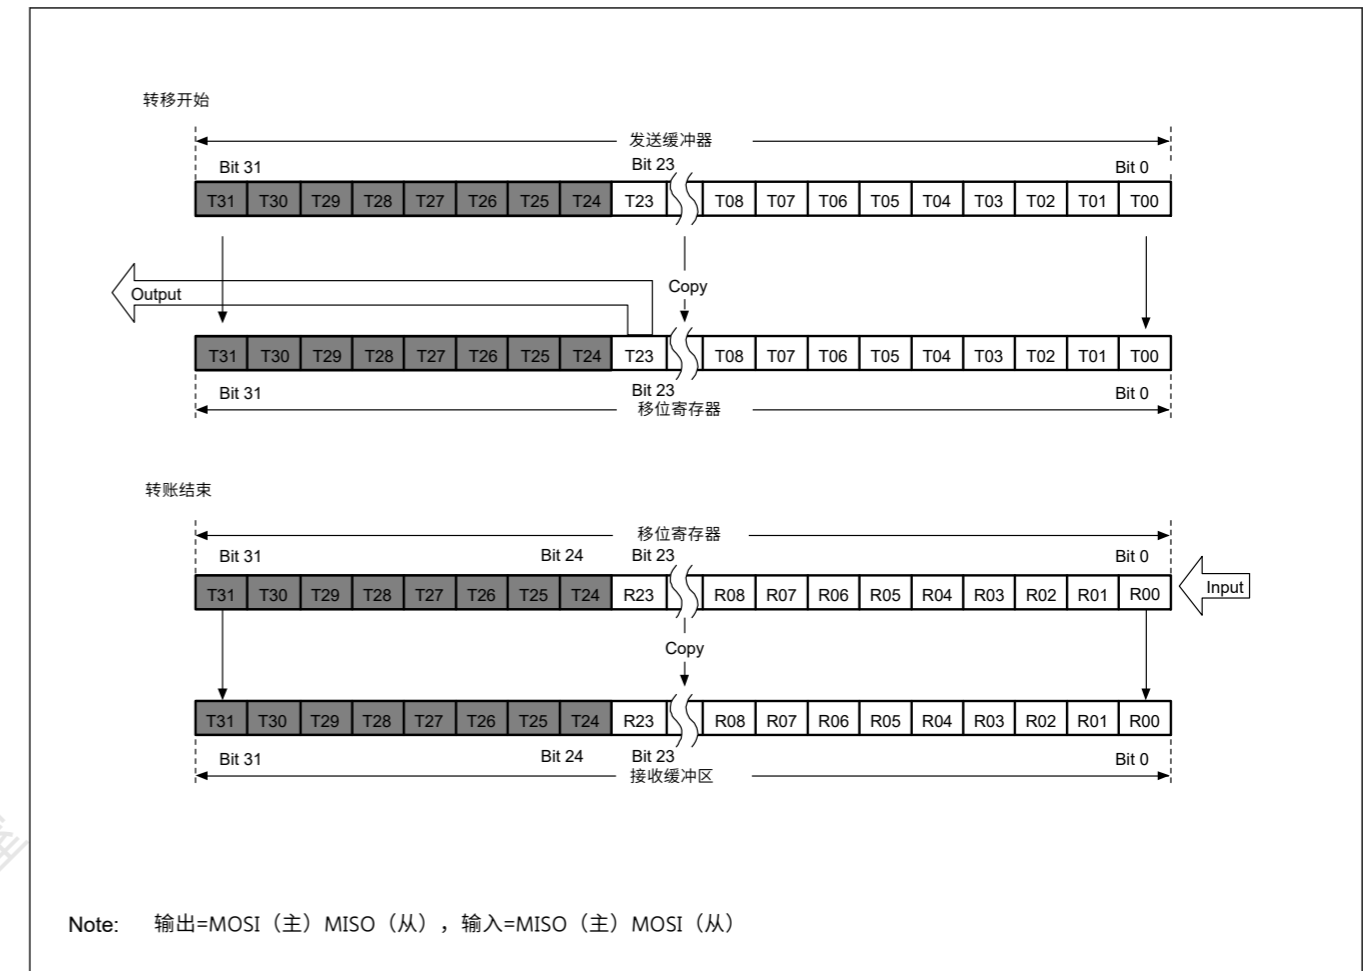 转移开始
发送缓冲器
Bit 31 Bit 23 Bit 0
T31 T30 T29 T28 T27 T26 T25 T24 T23 T08 T07 T06 T05 T04 T03 T02 T01 T00
Output Copy
T31 T30 T29 T28 T27 T26 T25 T24 T23 T08 T07 T06 T05 T04 T03 T02 T01 T00
Bit 31 Bit 23 Bit 0
移位寄存器
转账结束
移位寄存器
Bit 31 Bit 24 Bit 23 Bit 0
T31 T30 T29 T28 T27 T26 T25 T24 R23 R08 R07 R06 R05 R04 R03 R02 R01 R00 Input
Copy
T31 T30 T29 T28 T27 T26 T25 T24 R23 R08 R07 R06 R05 R04 R03 R02 R01 R00
Bit 31 Bit 24 Bit 23 Bit 0
接收缓冲区
Note: 输出=MOSI（主）MISO（从），输入=MISO（主）MOSI（从）